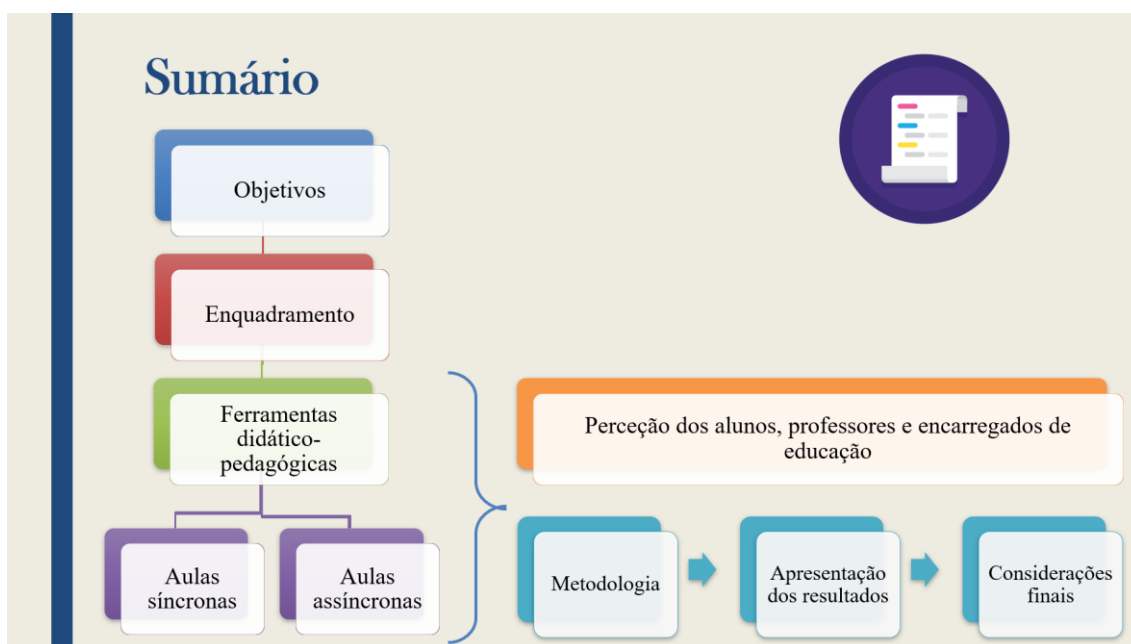 Sumário
Objetivos
Enquadramento
Ferramentas
didático-
pedagógicas
Aulas
síncronas
Aulas
assíncronas
Perceção dos alunos, professores e encarregados de
educação
Metodologia
Apresentação
dos resultados
Considerações
finais